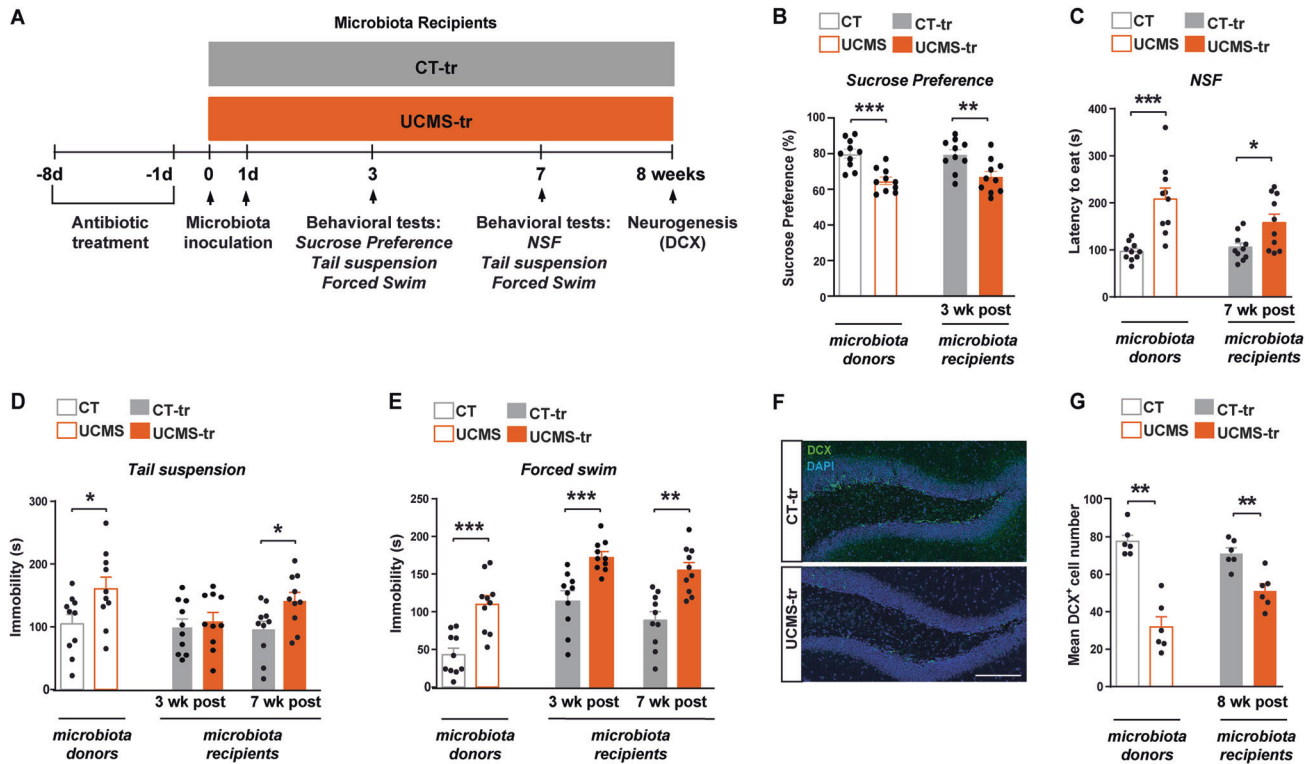 A
Microbiota Recipients
CT-tr
UCMS-tr
-8d
-1d
0
1d
3
7
8 weeks
Antibiotic
treatment
Microbiota
inoculation
Behavioral tests:
Sucrose Preference
Tail suspension
Forced Swim
Behavioral tests:
NSF
Tail suspension
Forced Swim
Neurogenesis
(DCX)
B
CT
CT-tr
UCMS
UCMS-tr
Sucrose Preference
***
**
Sucrose Preference (%)
100
80
60
40
20
0
3 wk post
microbiota
donors
microbiota
recipients
C
CT
CT-tr
UCMS
UCMS-tr
NSF
***
*
Latency to eat (s)
400
300
200
100
0
7 wk post
microbiota
donors
microbiota
recipients
D
CT
CT-tr
UCMS
UCMS-tr
Tail suspension
*
*
Immobility (s)
300
200
100
0
3 wk post
7 wk post
microbiota
donors
microbiota
recipients
E
CT
CT-tr
UCMS
UCMS-tr
Forced swim
***
***
**
Immobility (s)
250
200
150
100
50
0
3 wk post
7 wk post
microbiota
donors
microbiota
recipients
F
CT-tr
DCX
DAPI
UCMS-tr
G
CT
CT-tr
UCMS
UCMS-tr
**
**
Mean DCX⁺ cell number
100
80
60
40
20
0
8 wk post
microbiota
donors
microbiota
recipients